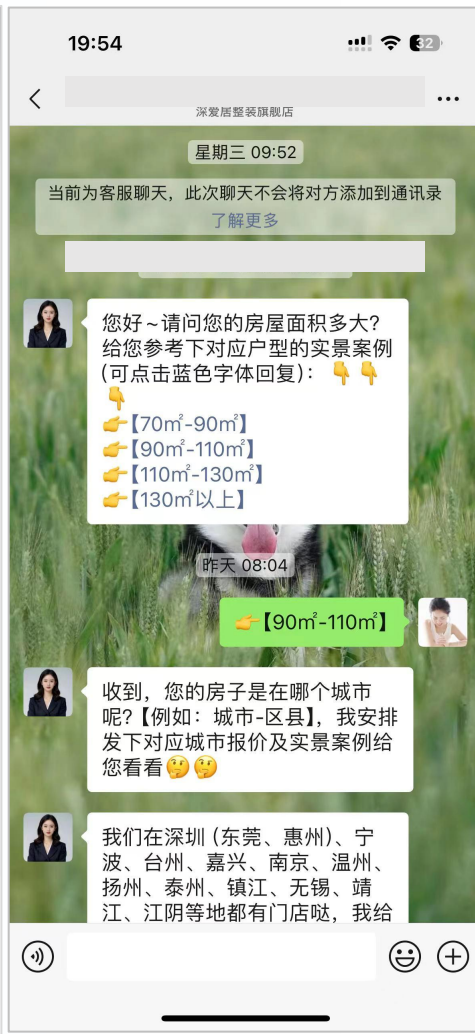 19:54
32
深爱居整装旗舰店
星期三 09:52
当前为客服聊天，此次聊天不会将对方添加到通讯录
了解更多
您好~请问您的房屋面积多大？
给您参考下对应户型的实景案例
(可点击蓝色字体回复)：👇👇
👇
👉【70㎡-90㎡】
👉【90㎡-110㎡】
👉【110㎡-130㎡】
👉【130㎡以上】
昨天 08:04
👉【90㎡-110㎡】
收到，您的房子是在哪个城市
呢?【例如：城市-区县】，我安排
发下对应城市报价及实景案例给
您看看🤔🤔
我们在深圳 (东莞、惠州)、宁
波、台州、嘉兴、南京、温州、
扬州、泰州、镇江、无锡、靖
江、江阴等地都有门店哒，我给